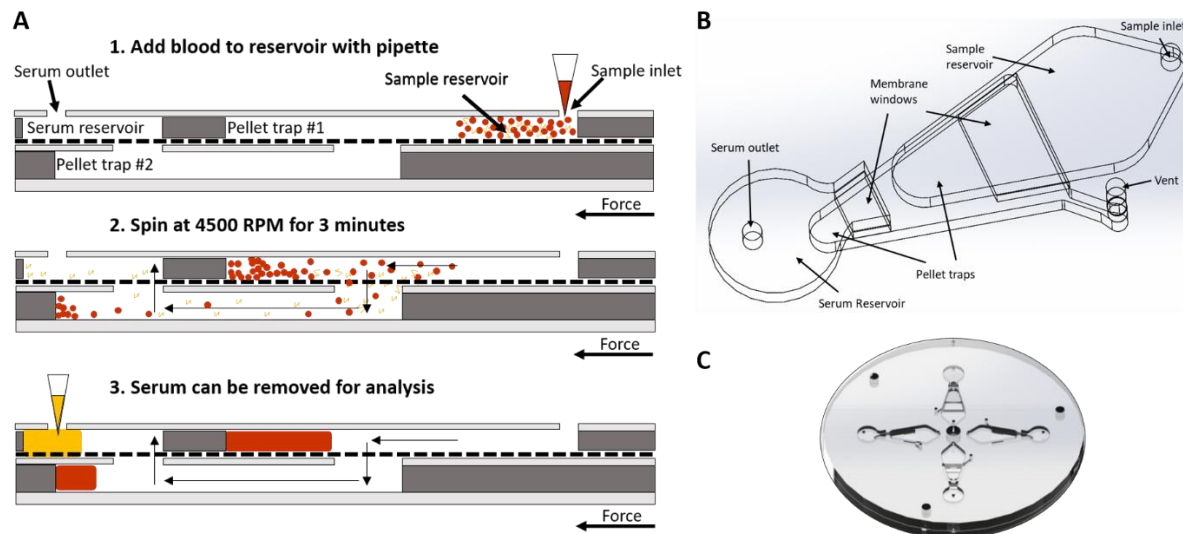 A
1. Add blood to reservoir with pipette
Serum outlet
Sample reservoir
Sample inlet
Serum reservoir
Pellet trap #1
Pellet trap #2
Force
2. Spin at 4500 RPM for 3 minutes
Force
3. Serum can be removed for analysis
Force
B
Sample inlet
Sample
reservoir
Membrane
windows
Serum outlet
Vent
Pellet traps
Serum Reservoir
C